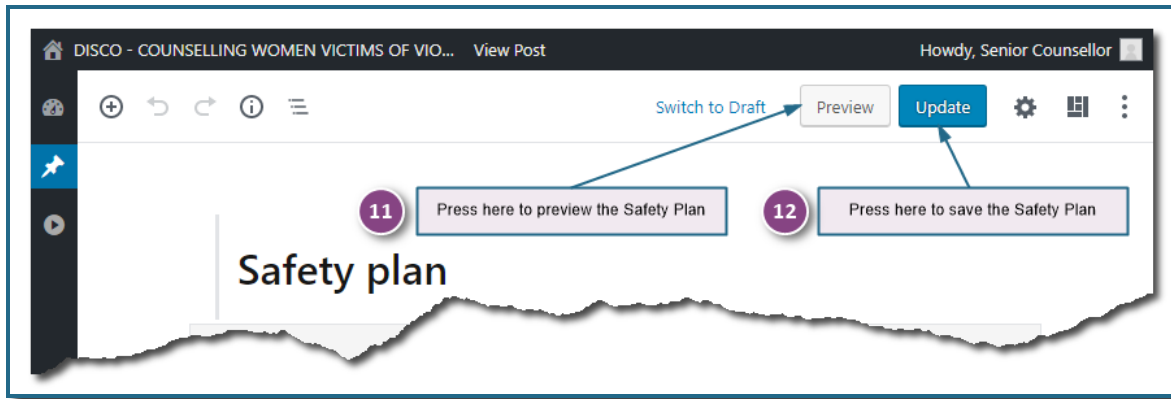 DISCO - COUNSELLING WOMEN VICTIMS OF VIO... View Post Howdy, Senior Counsellor
Switch to Draft Preview Update
11 Press here to preview the Safety Plan 12 Press here to save the Safety Plan
Safety plan